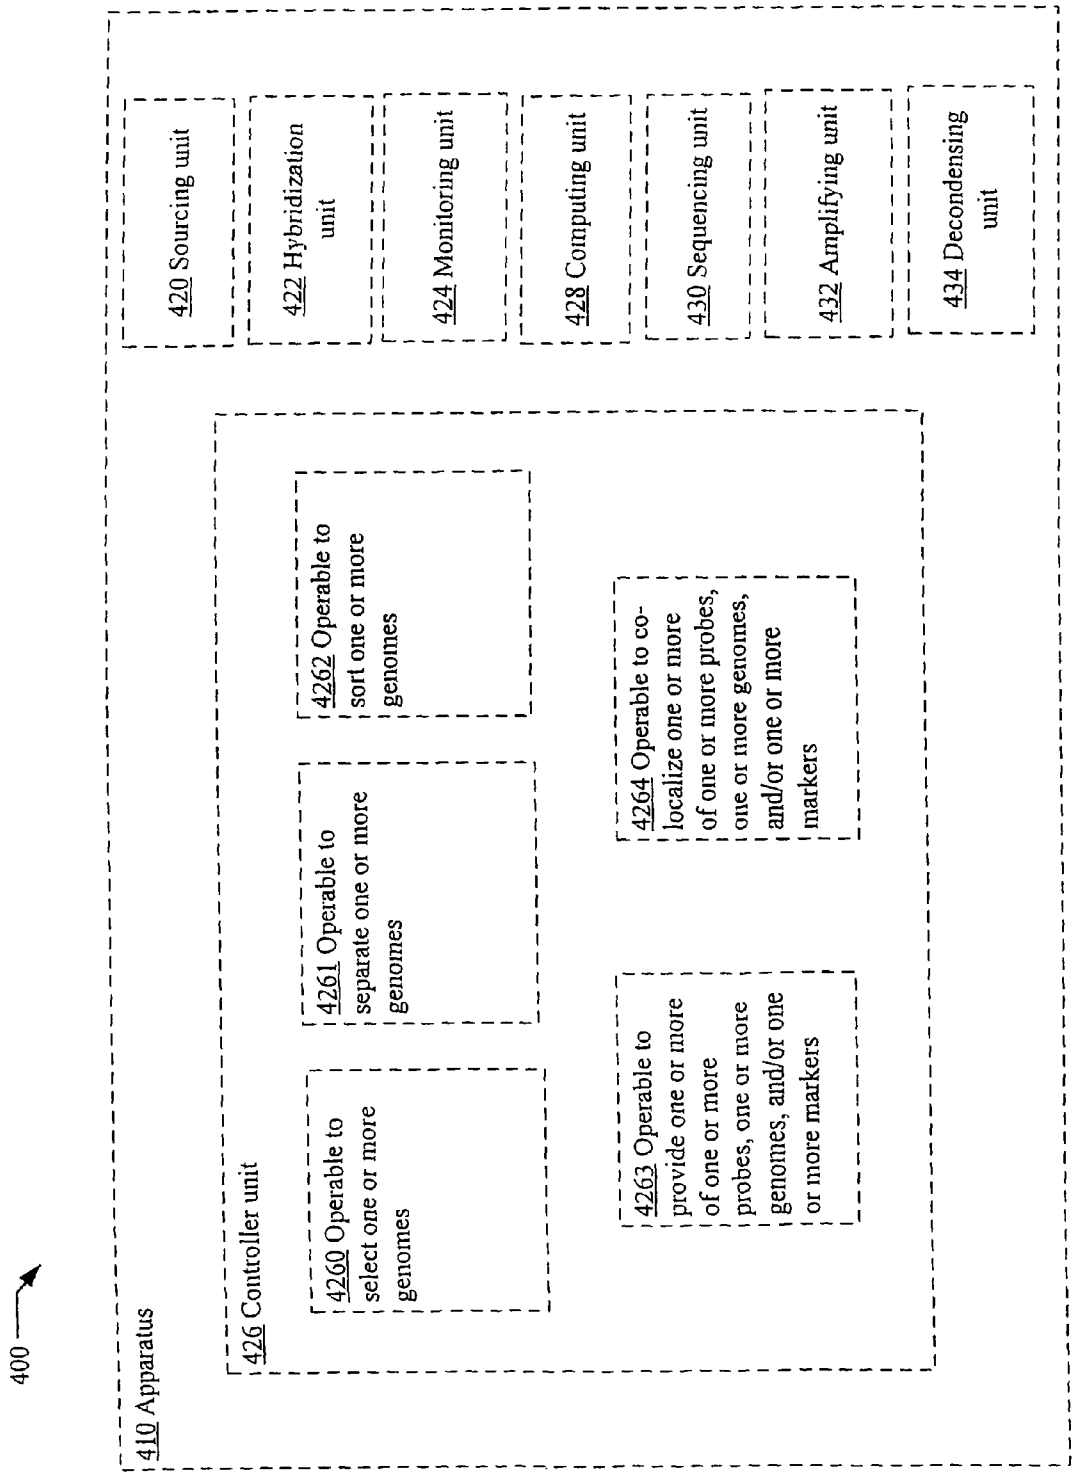 400
410 Apparatus
426 Controller unit
4260 Operable to
select one or more
genomes
4261 Operable to
separate one or more
genomes
4262 Operable to
sort one or more
genomes
4263 Operable to
provide one or more
of one or more
probes, one or more
genomes, and/or one
or more markers
4264 Operable to co-
localize one or more
of one or more probes,
one or more genomes,
and/or one or more
markers
420 Sourcing unit
422 Hybridization
unit
424 Monitoring unit
428 Computing unit
430 Sequencing unit
432 Amplifying unit
434 Decondensing
unit